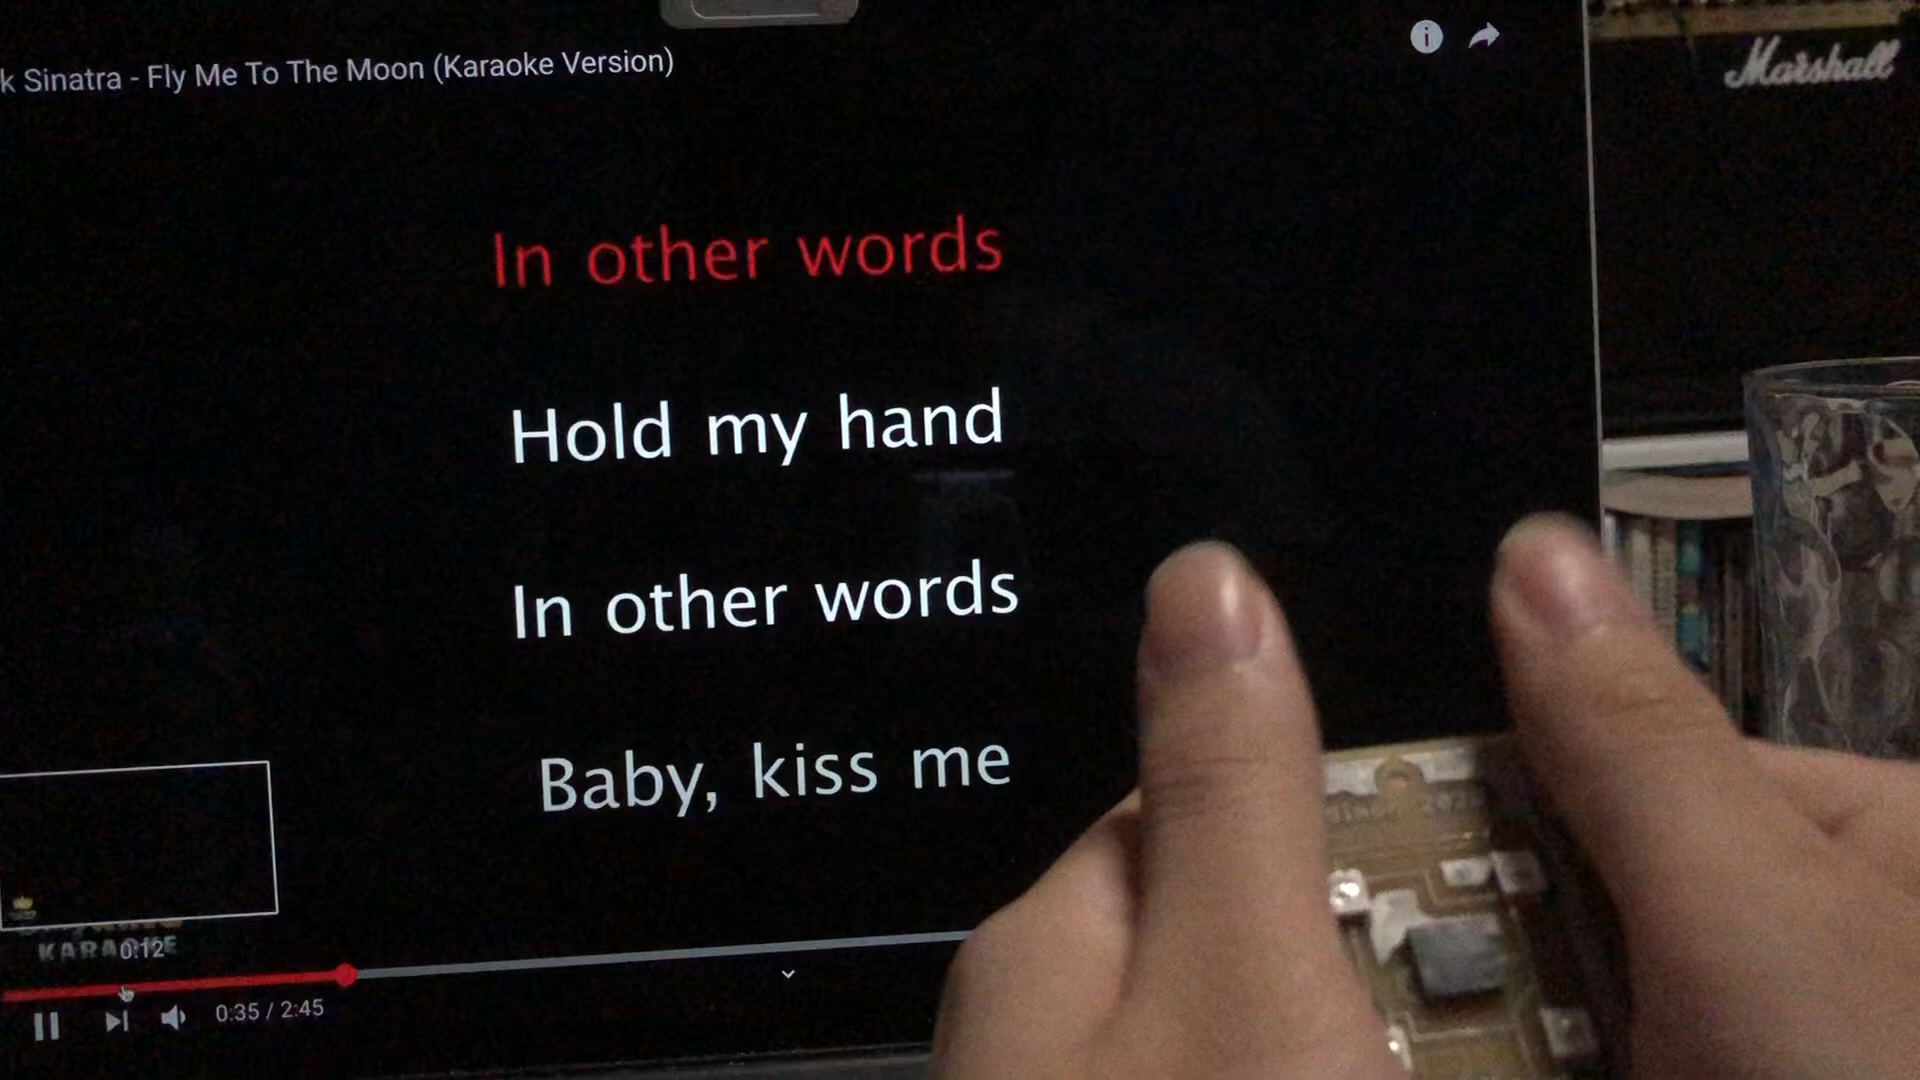 k Sinatra - Fly Me To The Moon (Karaoke Version)
Marshall
In other words
Hold my hand
In other words
Baby, kiss me
KARAOKE
0:12
0:35 / 2:45